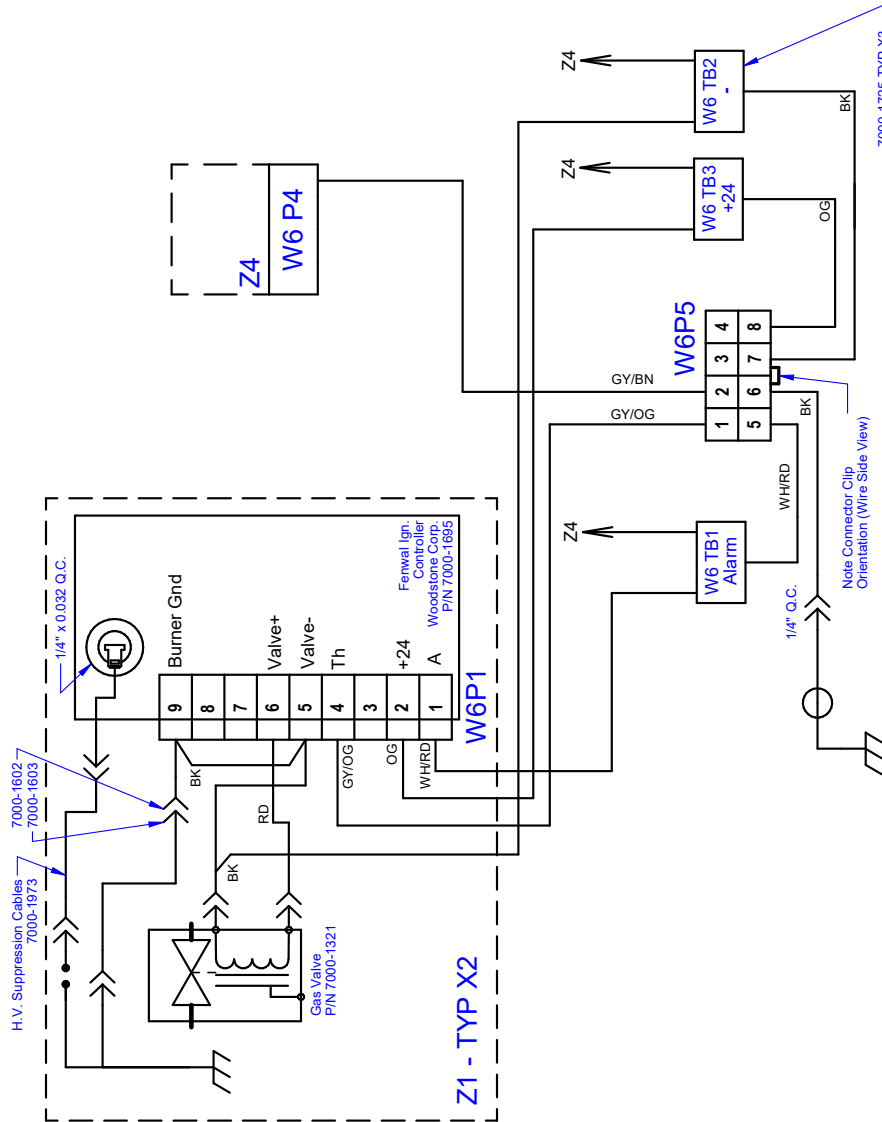 H.V. Suppression Cables
7000-1973
7000-1602
7000-1603
1/4" x 0.032 Q.C.
Burner Gnd
Valve+
Valve-
Th
+24
A
Fenwal Ign.
Controller
Woodstone Corp.
P/N 7000-1695
9
8
7
6
5
4
3
2
1
W6P1
BK
RD
GY/OG
OG
WH/RD
BK
Gas Valve
P/N 7000-1321
Z1 - TYP X2
Z4
W6 P4
GY/BN
GY/OG
W6P5
1
2
3
4
5
6
7
8
Z4
W6 TB1
Alarm
WH/RD
Z4
W6 TB3
+24
OG
Z4
W6 TB2
-
BK
BK
1/4" Q.C.
Note Connector Clip
Orientation (Wire Side View)